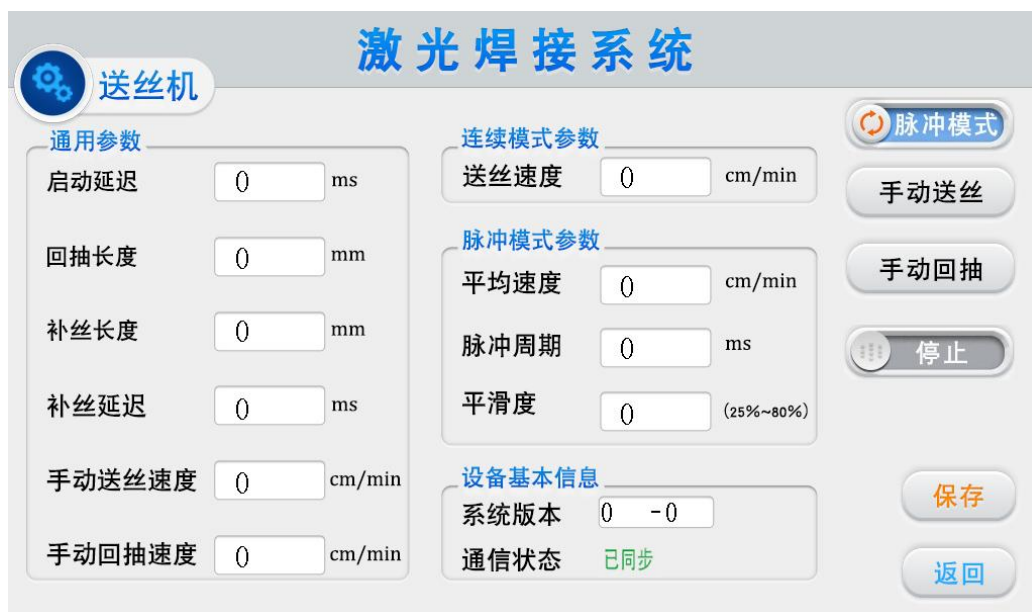 激光焊接系统
送丝机
通用参数
启动延迟 0 ms
回抽长度 0 mm
补丝长度 0 mm
补丝延迟 0 ms
手动送丝速度 0 cm/min
手动回抽速度 0 cm/min
连续模式参数
送丝速度 0 cm/min
脉冲模式参数
平均速度 0 cm/min
脉冲周期 0 ms
平滑度 0 (25%~80%)
设备基本信息
系统版本 0 -0
通信状态 已同步
脉冲模式
手动送丝
手动回抽
停止
保存
返回